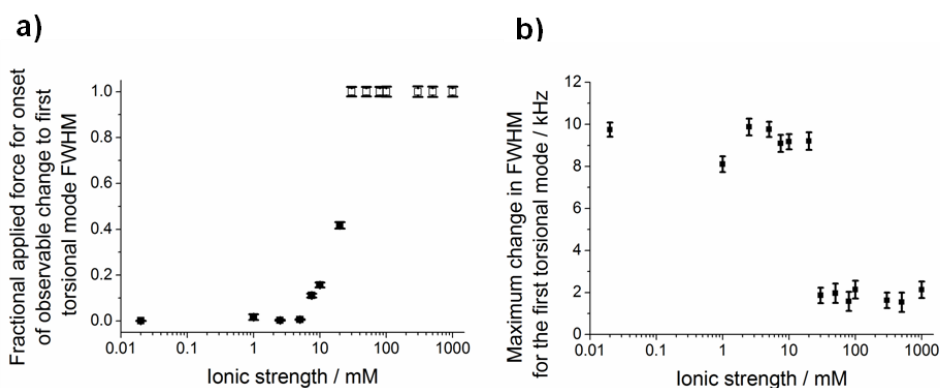 a)
Fractional applied force for onset
of observable change to first
torsional mode FWHM
1.0
0.8
0.6
0.4
0.2
0.0
0.01 0.1 1 10 100 1000
Ionic strength / mM
b)
Maximum change in FWHM
for the first torsional mode / kHz
12
10
8
6
4
2
0
0.01 0.1 1 10 100 1000
Ionic strength / mM